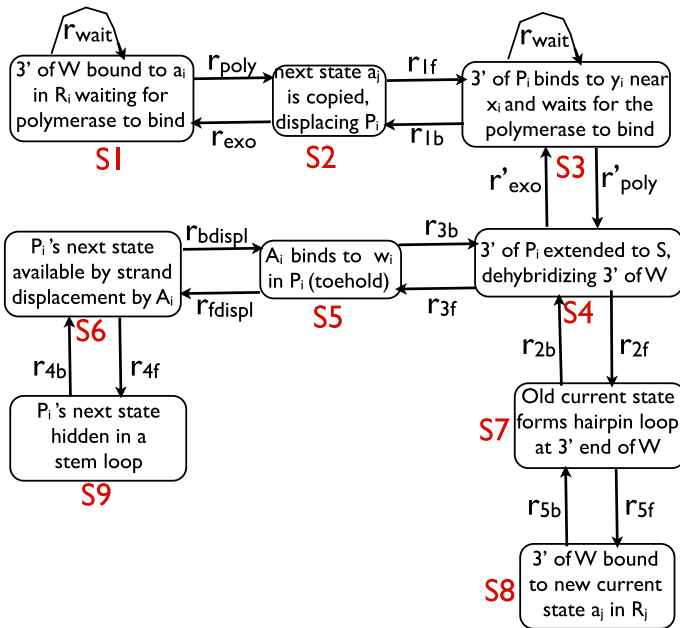 r_wait
3' of W bound to a_i
in R_i waiting for
polymerase to bind
S1
r_poly
r_exo
next state a_j
is copied,
displacing P_i
S2
r_1f
r_1b
r_wait
3' of P_i binds to y_i near
x_i and waits for the
polymerase to bind
S3
r'_exo
r'_poly
P_i's next state
available by strand
displacement by A_i
S6
r_bdispl
r_fdispl
A_i binds to w_i
in P_i (toehold)
S5
r_3b
r_3f
3' of P_i extended to S,
dehybridizing 3' of W
S4
r_4b
r_4f
r_2b
r_2f
P_i's next state
hidden in a
stem loop
S9
Old current state
forms hairpin loop
at 3' end of W
S7
r_5b
r_5f
3' of W bound
to new current
state a_j in R_j
S8